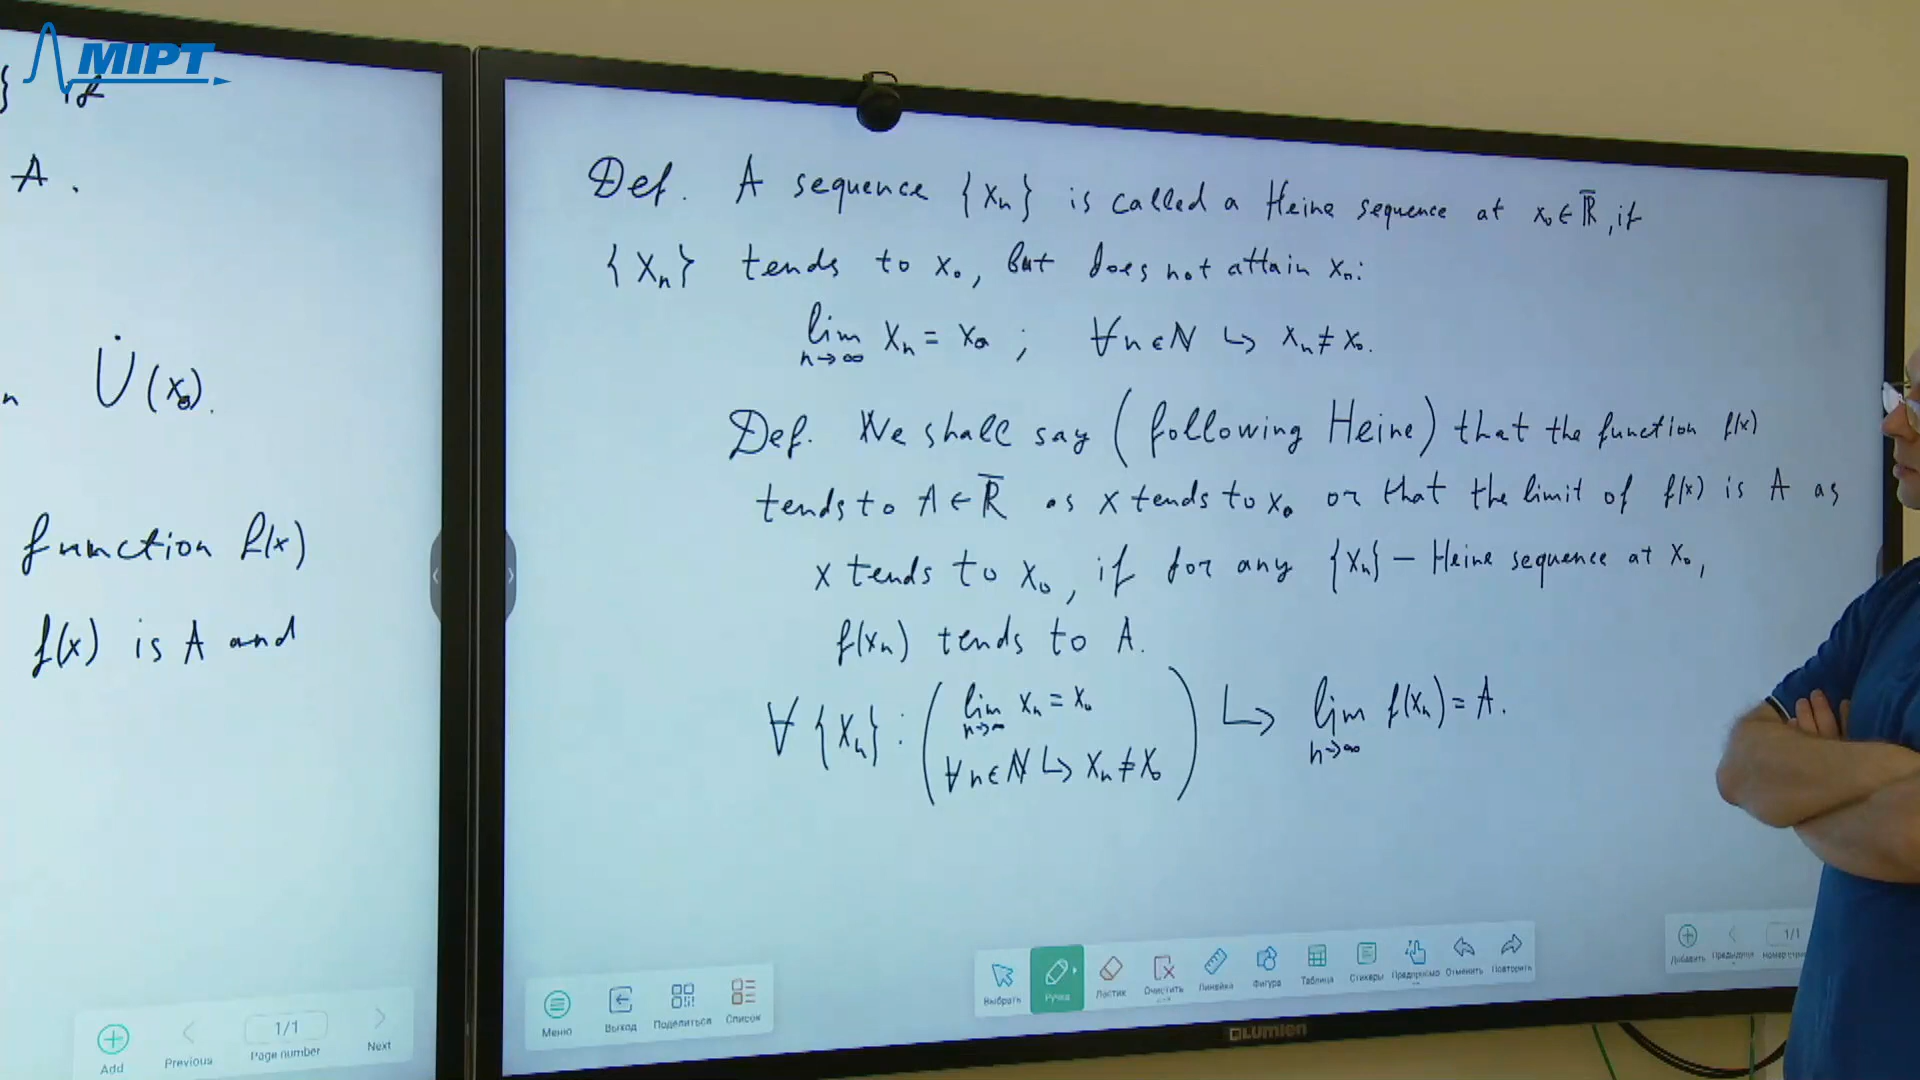 MIPT
} if
A.
n U̇(x₀).
function f(x)
f(x) is A and
Add
Previous
1/1
Page number
Next
Def. A sequence {xₙ} is called a Heine sequence at x₀ ∈ R̅, if
{xₙ} tends to x₀, but does not attain x₀:
lim n→∞ xₙ = x₀ ; ∀n∈ℕ ↪ xₙ ≠ x₀.
Def. We shall say (following Heine) that the function f(x)
tends to A ∈ R̅ as x tends to x₀ or that the limit of f(x) is A as
x tends to x₀, if for any {xₙ} – Heine sequence at x₀,
f(xₙ) tends to A.
∀ {xₙ} : ( lim n→∞ xₙ = x₀
∀n∈ℕ ↪ xₙ ≠ x₀ ) ↪ lim n→∞ f(xₙ) = A.
Меню
Выход
Поделиться
Список
Выбрать
Ручка
Ластик
Очистить
Линейка
Фигура
Таблица
Стикеры
Предпросмо
Отменить
Повторить
Добавить
1/1
Lumien